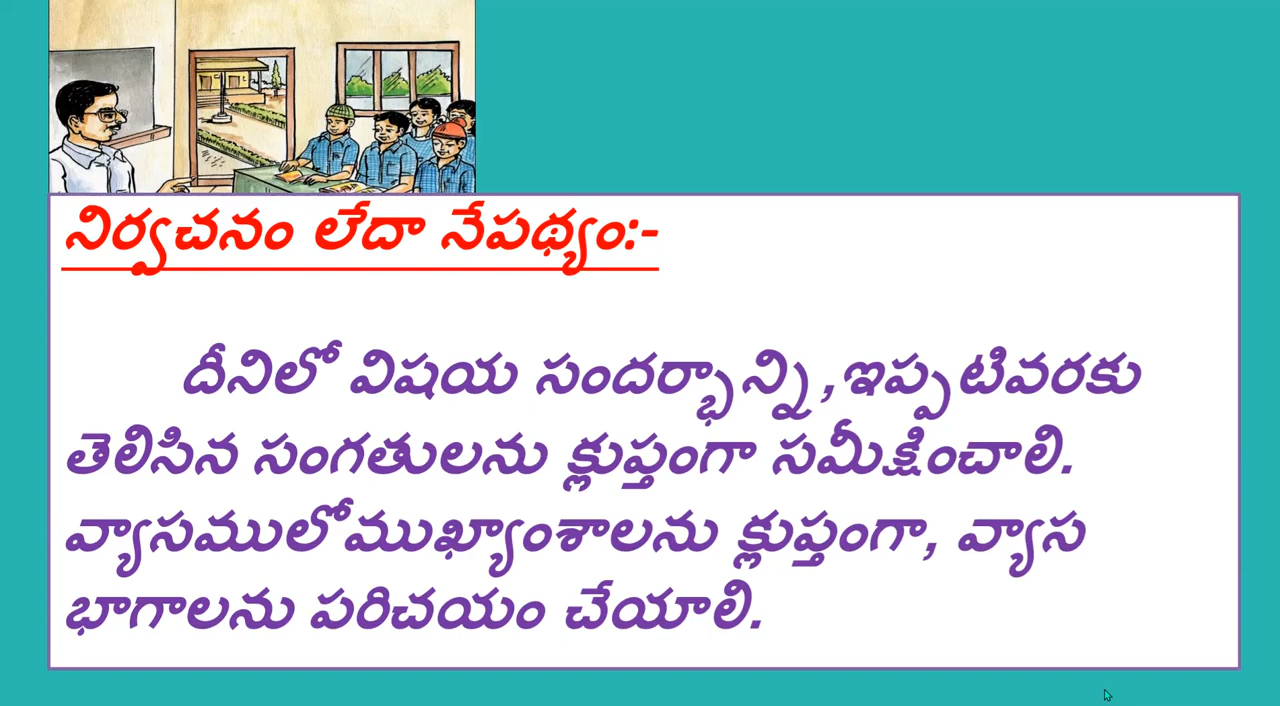 నిర్వచనం లేదా నేపథ్యం:-
దీనిలో విషయ సందర్భాన్ని ,ఇప్పటివరకు
తెలిసిన సంగతులను క్లుప్తంగా సమీక్షించాలి.
వ్యాసములోముఖ్యాంశాలను క్లుప్తంగా, వ్యాస
భాగాలను పరిచయం చేయాలి.